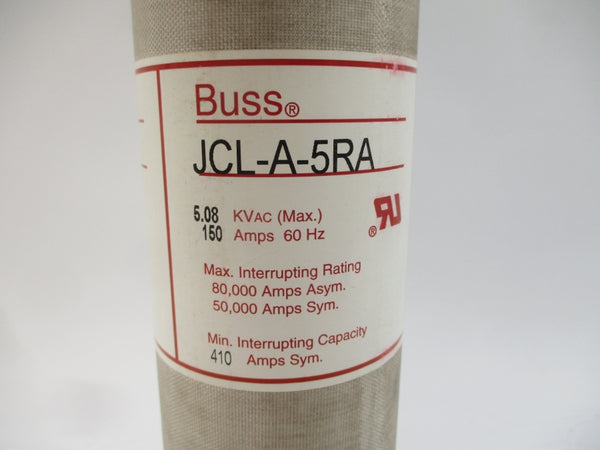 Buss®
JCL-A-5RA
5.08 KVAC (Max.)
150 Amps 60 Hz
RU®
Max. Interrupting Rating
80,000 Amps Asym.
50,000 Amps Sym.
Min. Interrupting Capacity
410 Amps Sym.